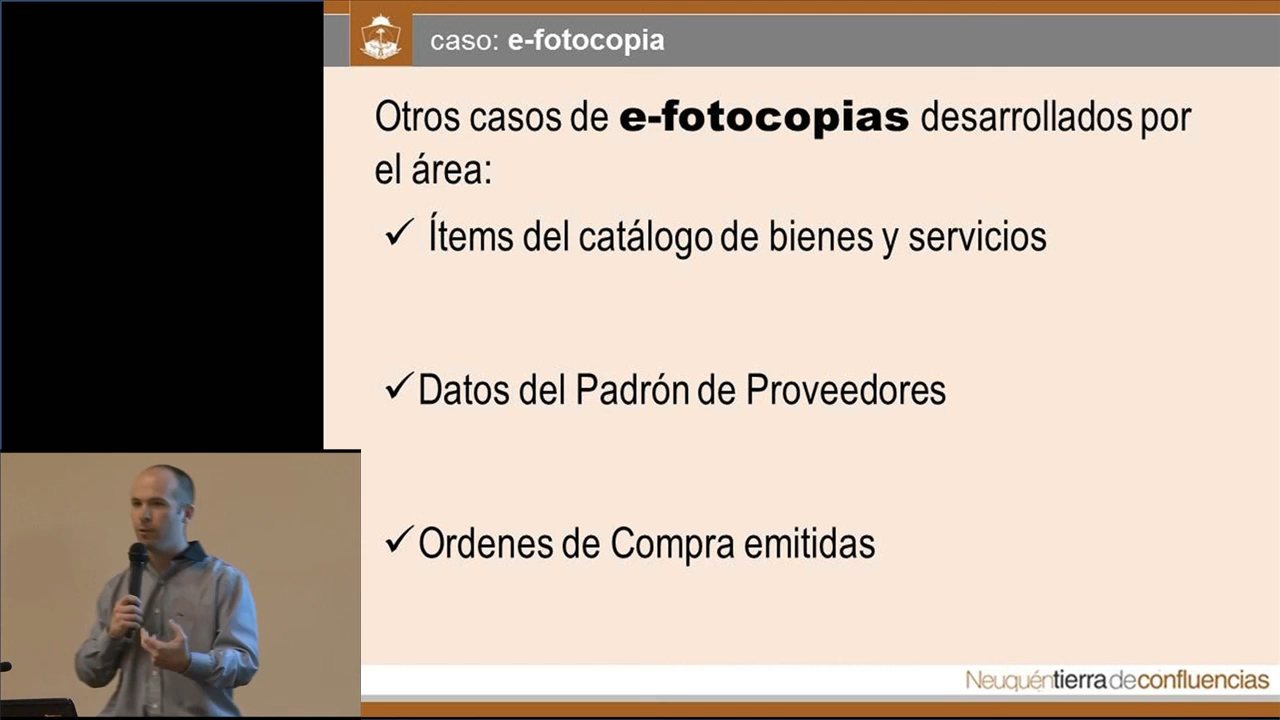 caso: e-fotocopia
Otros casos de e-fotocopias desarrollados por
el área:
✓ Ítems del catálogo de bienes y servicios
✓ Datos del Padrón de Proveedores
✓ Ordenes de Compra emitidas
Neuquéntierradeconfluencias